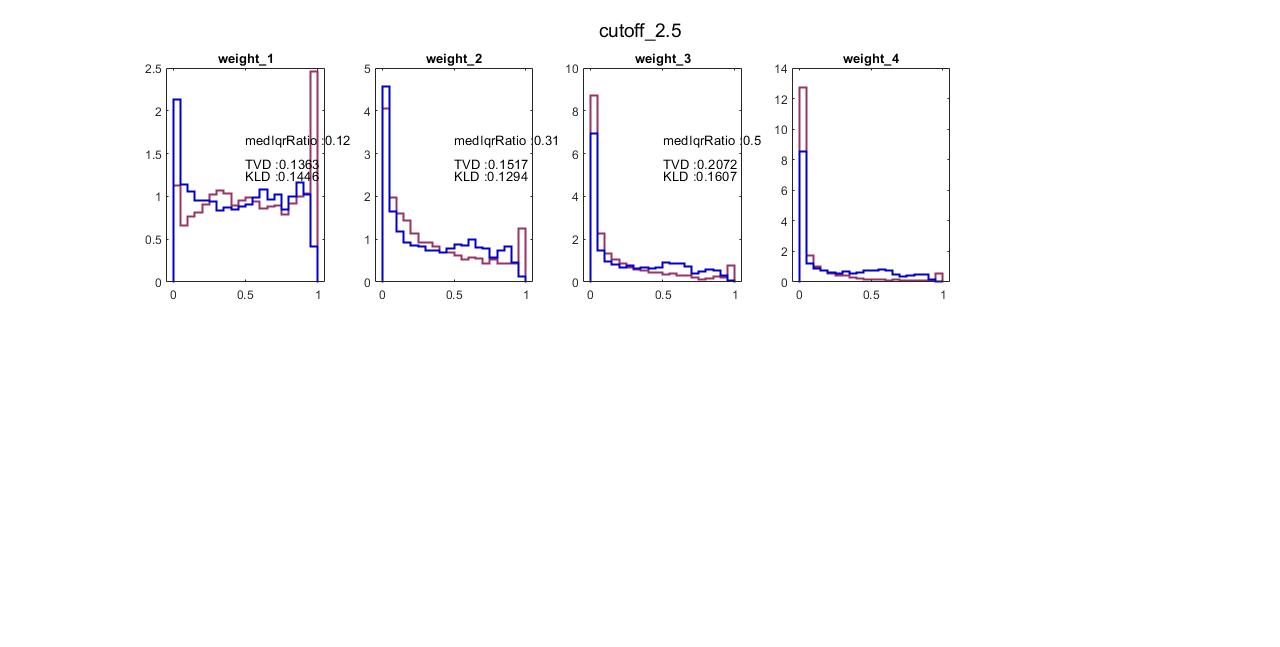 cutoff_2.5
weight_1
weight_2
weight_3
weight_4
2.5
2
1.5
1
0.5
0
0
0.5
1
medIqrRatio :0.12
TVD :0.1363
KLD :0.1446
5
4
3
2
1
0
0
0.5
1
medIqrRatio :0.31
TVD :0.1517
KLD :0.1294
10
8
6
4
2
0
0
0.5
1
medIqrRatio :0.5
TVD :0.2072
KLD :0.1607
14
12
10
8
6
4
2
0
0
0.5
1